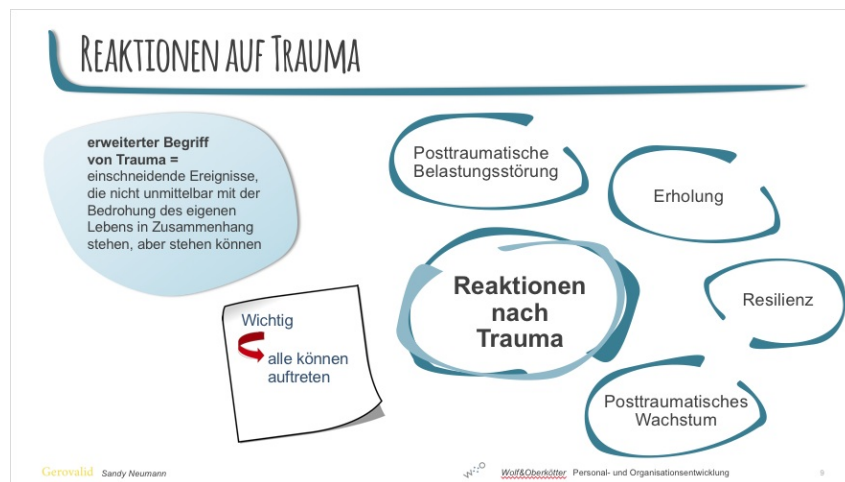 REAKTIONEN AUF TRAUMA
erweiterter Begriff
von Trauma =
einschneidende Ereignisse,
die nicht unmittelbar mit der
Bedrohung des eigenen
Lebens in Zusammenhang
stehen, aber stehen können
Wichtig
alle können
auftreten
Posttraumatische
Belastungsstörung
Erholung
Resilienz
Reaktionen
nach
Trauma
Posttraumatisches
Wachstum
Gerovalid Sandy Neumann
Wolf&Oberkötter Personal- und Organisationsentwicklung
9